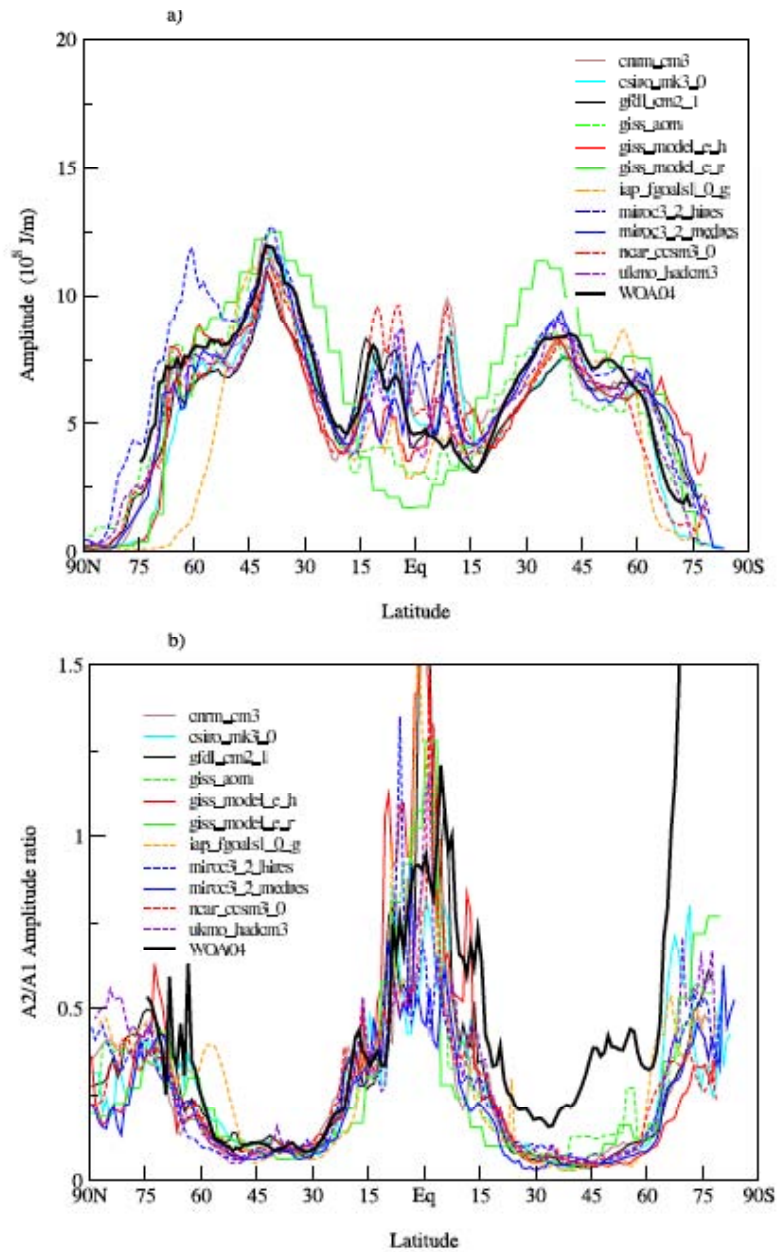 a)
20
15
10
5
0
Amplitude (10⁸ J/m)
cnrm_cm3
csiro_mk3_0
gfdl_cm2_1
giss_aom
giss_model_e_h
giss_model_e_r
iap_fgoals1_0_g
miroc3_2_hires
miroc3_2_medres
ncar_ccsm3_0
ukmo_hadcm3
WOA04
90N 75 60 45 30 15 Eq 15 30 45 60 75 90S
Latitude
b)
1.5
1
0.5
0
A2/A1 Amplitude ratio
cnrm_cm3
csiro_mk3_0
gfdl_cm2_1
giss_aom
giss_model_e_h
giss_model_e_r
iap_fgoals1_0_g
miroc3_2_hires
miroc3_2_medres
ncar_ccsm3_0
ukmo_hadcm3
WOA04
90N 75 60 45 30 15 Eq 15 30 45 60 75 90S
Latitude